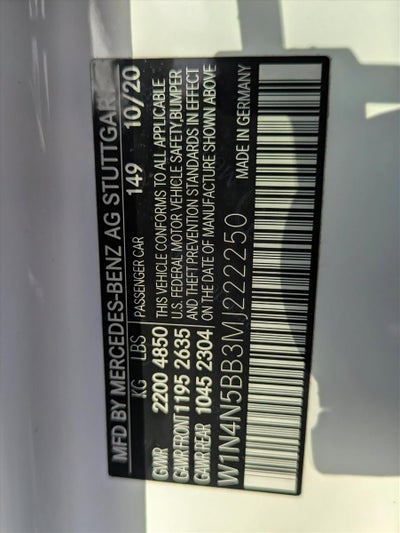 MFD BY MERCEDES-BENZ AG STUTTGART
KG LBS PASSENGER CAR 149 10/20
GVWR 2200 4850 THIS VEHICLE CONFORMS TO ALL APPLICABLE
GAWR FRONT 1195 2635 U.S. FEDERAL MOTOR VEHICLE SAFETY,BUMPER
AND THEFT PREVENTION STANDARDS IN EFFECT
GAWR REAR 1045 2304 ON THE DATE OF MANUFACTURE SHOWN ABOVE
W1N4N5BB3MJ222250 MADE IN GERMANY